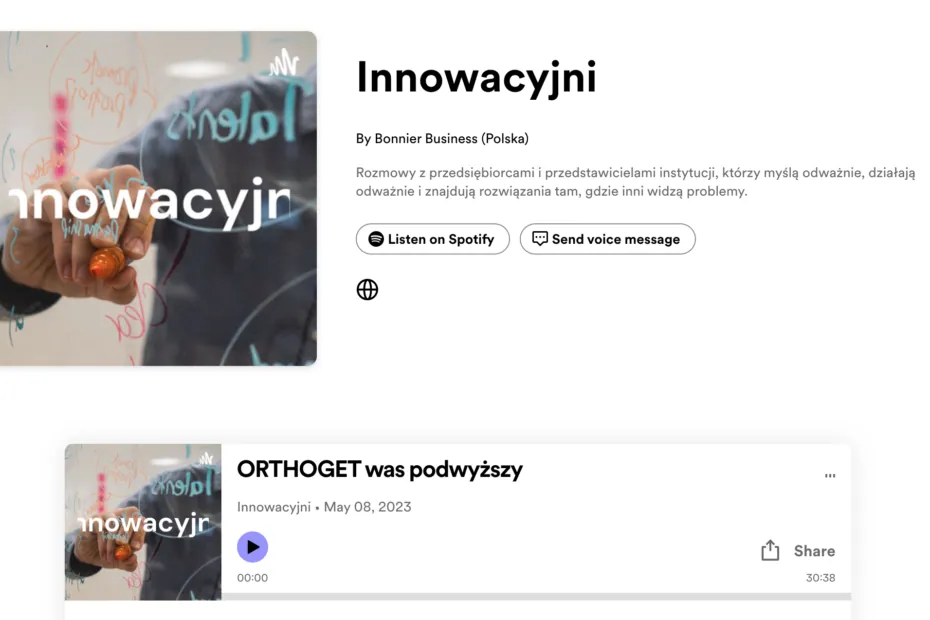 Innowacyjni
By Bonnier Business (Polska)
Rozmowy z przedsiębiorcami i przedstawicielami instytucji, którzy myślą odważnie, działają
odważnie i znajdują rozwiązania tam, gdzie inni widzą problemy.
Listen on Spotify
Send voice message
nnowacyjn
ORTHOGET was podwyższy
...
Innowacyjni • May 08, 2023
nnowacyjn
Share
00:00
30:38